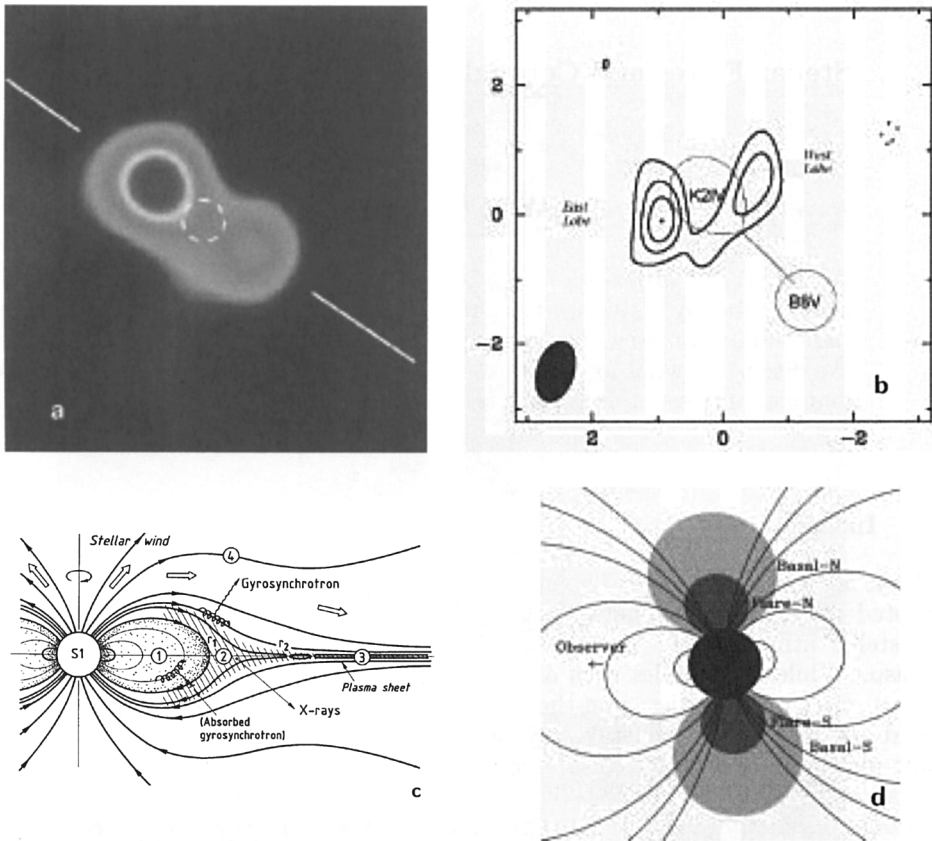 a
2
0
-2
2
0
-2
East
Lobe
K2IV
West
Lobe
B8V
b
Stellar
wind
4
Gyrosynchrotron
S1
1
r1
2
r2
3
Plasma sheet
X-rays
(Absorbed
gyrosynchrotron)
c
Basal-N
Flare-N
Observer
Flare-S
Basal-S
d